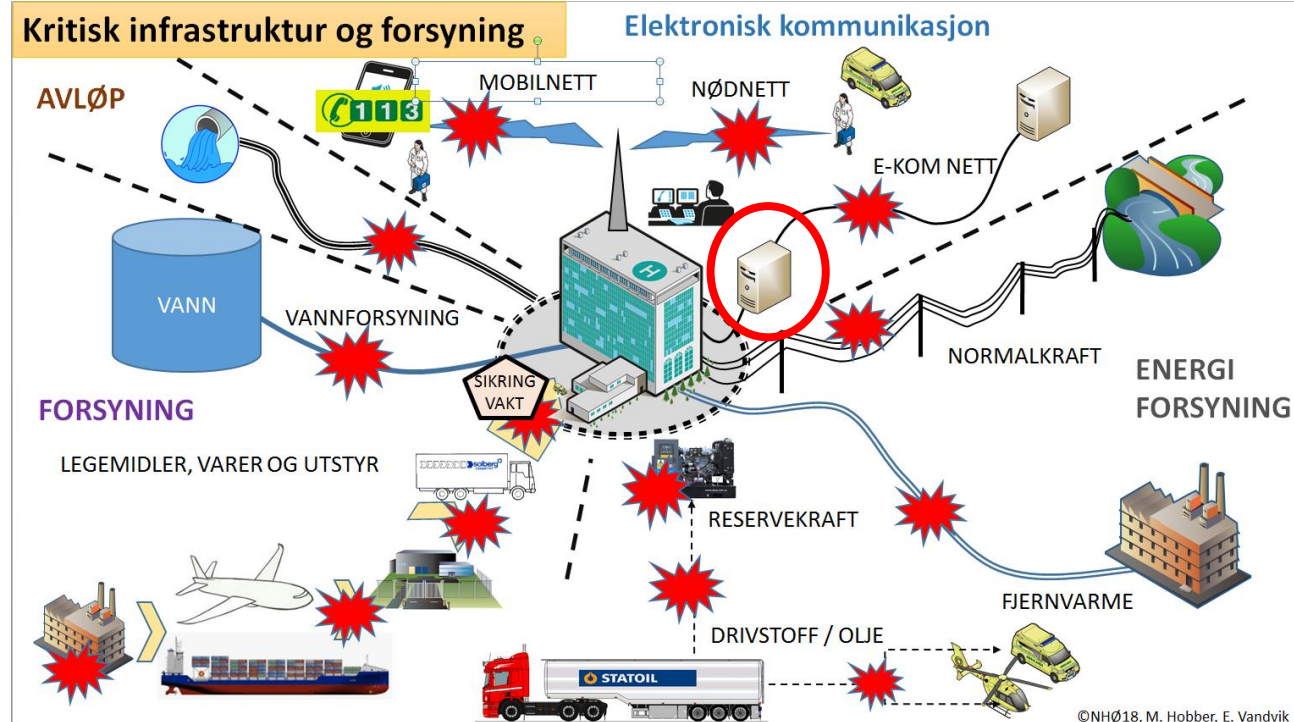 Kritisk infrastruktur og forsyning
Elektronisk kommunikasjon
AVLØP
MOBILNETT
113
NØDNETT
E-KOM NETT
H
VANN
VANNFORSYNING
NORMALKRAFT
SIKRING
VAKT
ENERGI
FORSYNING
FORSYNING
LEGEMIDLER, VARER OG UTSTYR
solberg
RESERVEKRAFT
FJERNVARME
DRIVSTOFF / OLJE
STATOIL
©NHØ18. M. Hobber. E. Vandvik